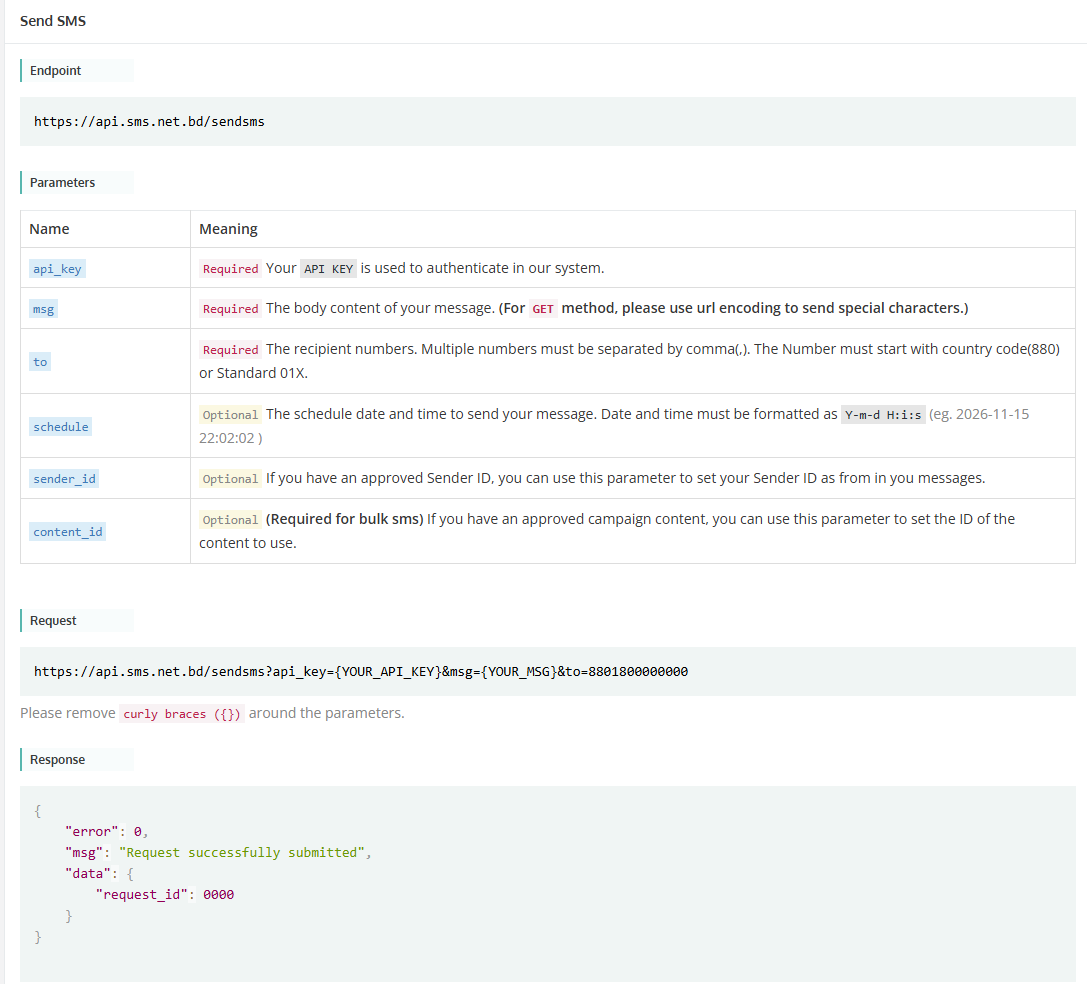 Send SMS
Endpoint
https://api.sms.net.bd/sendsms
Parameters
Name Meaning
api_key Required Your API KEY is used to authenticate in our system.
msg Required The body content of your message. (For GET method, please use url encoding to send special characters.)
to Required The recipient numbers. Multiple numbers must be separated by comma(,). The Number must start with country code(880)
or Standard 01X.
schedule Optional The schedule date and time to send your message. Date and time must be formatted as Y-m-d H:i:s (eg. 2026-11-15
22:02:02 )
sender_id Optional If you have an approved Sender ID, you can use this parameter to set your Sender ID as from in you messages.
content_id Optional (Required for bulk sms) If you have an approved campaign content, you can use this parameter to set the ID of the
content to use.
Request
https://api.sms.net.bd/sendsms?api_key={YOUR_API_KEY}&msg={YOUR_MSG}&to=8801800000000
Please remove curly braces ({}) around the parameters.
Response
{
"error": 0,
"msg": "Request successfully submitted",
"data": {
"request_id": 0000
}
}